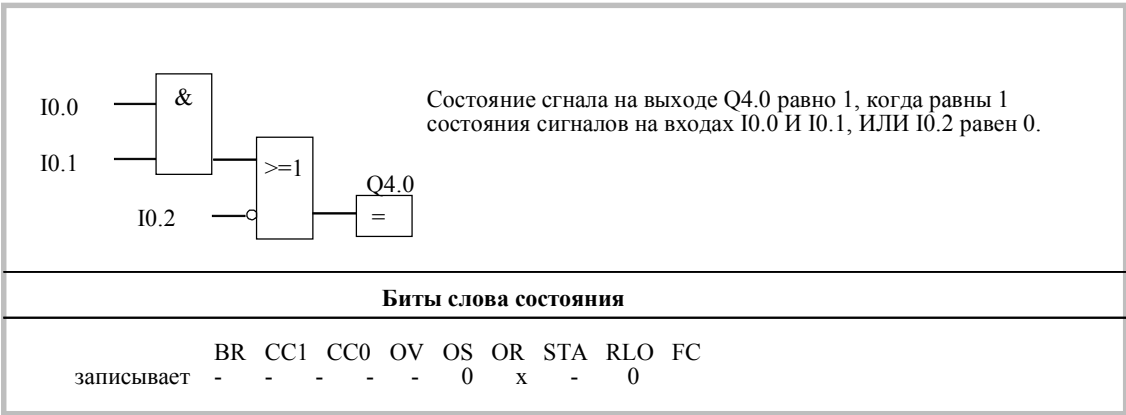 I0.0
&
I0.1
>=1
I0.2
Q4.0
=
Состояние сгнала на выходе Q4.0 равно 1, когда равны 1
состояния сигналов на входах I0.0 И I0.1, ИЛИ I0.2 равен 0.
Биты слова состояния
BR CC1 CC0 OV OS OR STA RLO FC
записывает - - - - - 0 x - 0